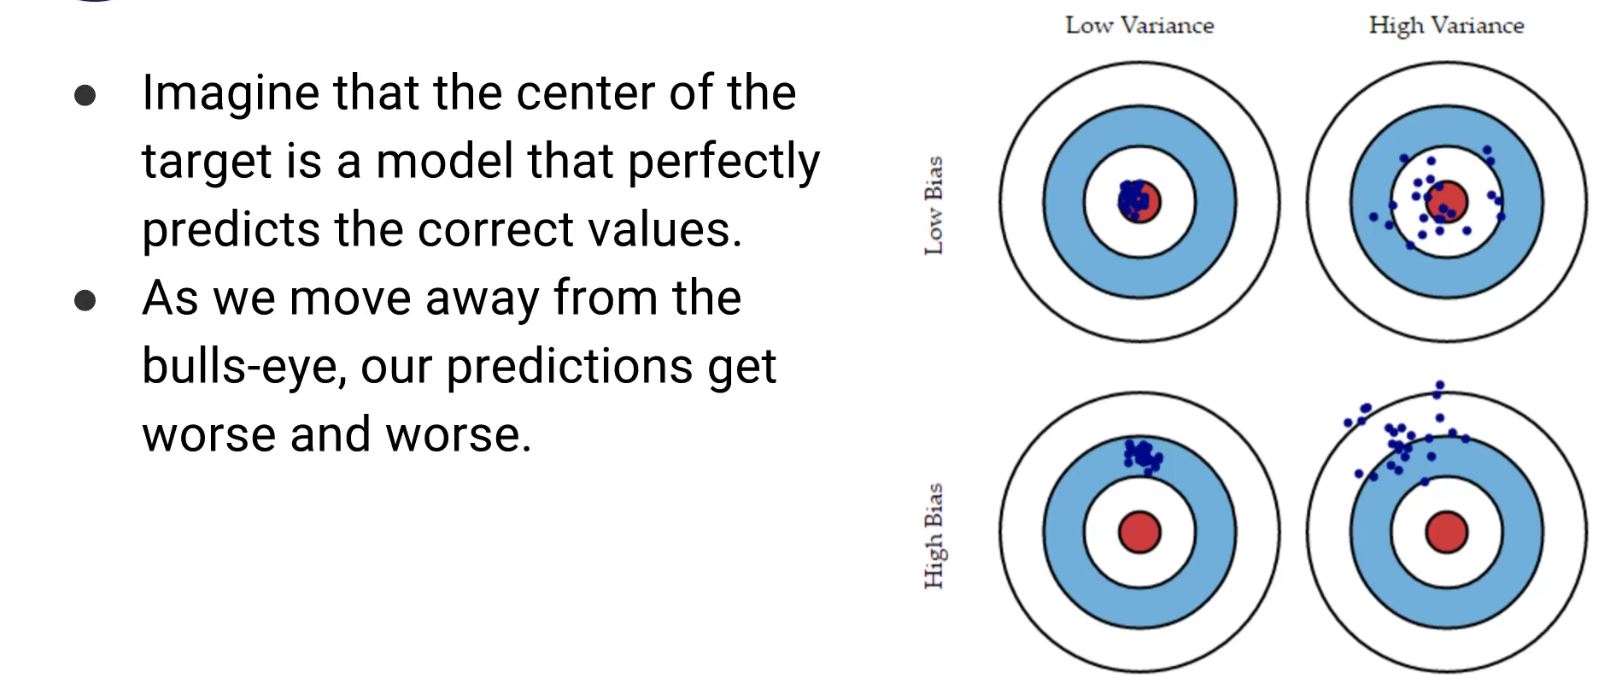 ● Imagine that the center of the
target is a model that perfectly
predicts the correct values.
● As we move away from the
bulls-eye, our predictions get
worse and worse.
Low Variance
High Variance
Low Bias
High Bias